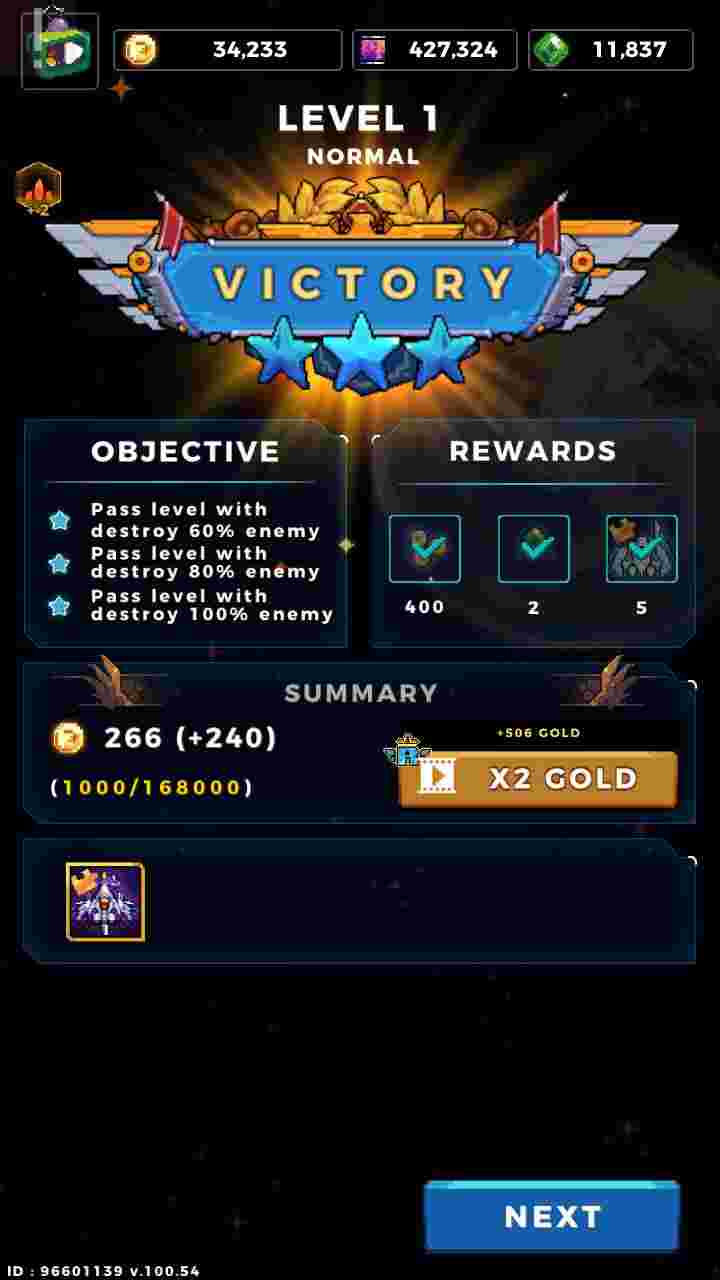 34,233
427,324
11,837
LEVEL 1
NORMAL
+2
VICTORY
OBJECTIVE
Pass level with
destroy 60% enemy
Pass level with
destroy 80% enemy
Pass level with
destroy 100% enemy
REWARDS
400
2
5
SUMMARY
266 (+240)
(1000/168000)
+506 GOLD
X2 GOLD
1
NEXT
ID : 96601139 v.100.54